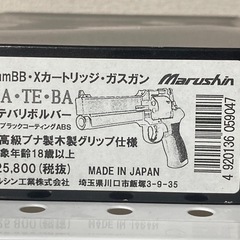 mBB・Xカートリッジ・ガスガン
Marushin
A・TE・BA
テバリボルバー
ブラックコーティングABS
高級ブナ製木製グリップ仕様
象年齢18歳以上
25,800(税抜)
MADE IN JAPAN
ルシン工業株式会社 埼玉県川口市飯塚3-9-35
4 920136 059047